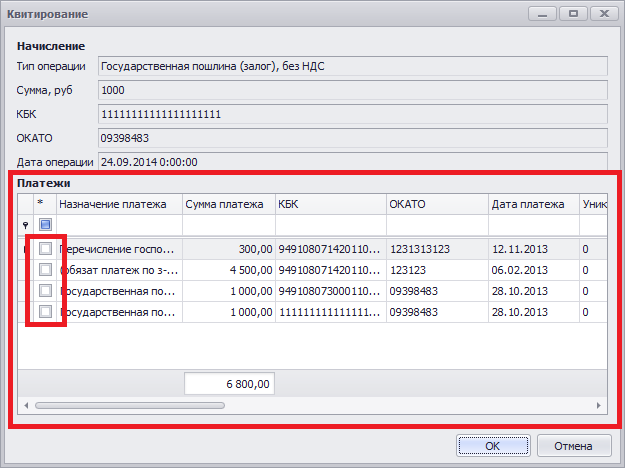 Квитирование
Начисление
Тип операции Государственная пошлина (залог), без НДС
Сумма, руб 1000
КБК 11111111111111111111
ОКАТО 09398483
Дата операции 24.09.2014 0:00:00
Платежи
* Назначение платежа Сумма платежа КБК ОКАТО Дата платежа Уник
Перечисление госпо... 300,00 949108071420110... 1231313123 12.11.2013 0
Обязат платеж по з-... 4 500,00 949108071420110... 123123 06.02.2013 0
Государственная по... 1 000,00 949108073000110... 09398483 28.10.2013 0
Государственная по... 1 000,00 111111111111111... 09398483 28.10.2013 0
6 800,00
OK Отмена